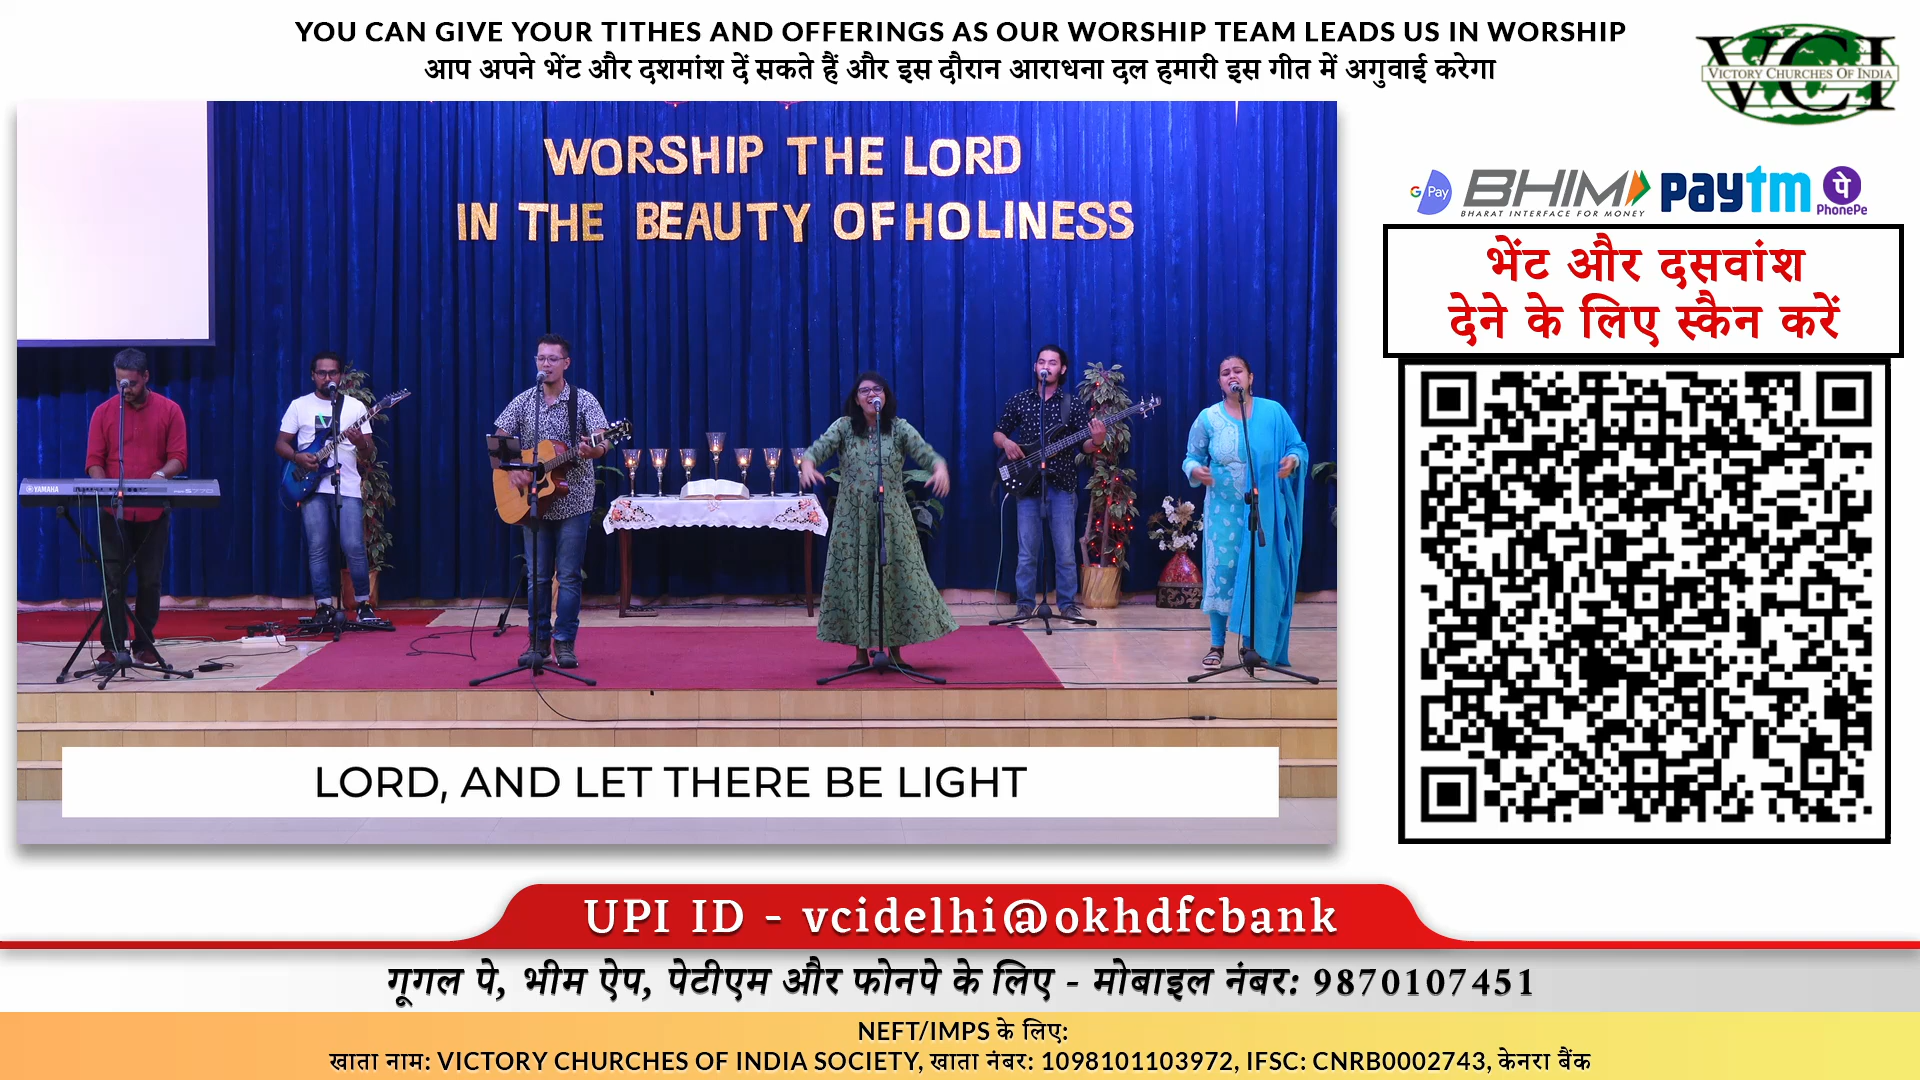 YOU CAN GIVE YOUR TITHES AND OFFERINGS AS OUR WORSHIP TEAM LEADS US IN WORSHIP
आप अपने भेंट और दशमांश दें सकते हैं और इस दौरान आराधना दल हमारी इस गीत में अगुवाई करेगा
VCI
VICTORY CHURCHES OF INDIA
WORSHIP THE LORD
IN THE BEAUTY OF HOLINESS
G Pay
BHIM
BHARAT INTERFACE FOR MONEY
paytm
पे
PhonePe
भेंट और दसवांश
देने के लिए स्कैन करें
YAMAHA
LORD, AND LET THERE BE LIGHT
UPI ID - vcidelhi@okhdfcbank
गूगल पे, भीम ऐप, पेटीएम और फोनपे के लिए - मोबाइल नंबर: 9870107451
NEFT/IMPS के लिए:
खाता नाम: VICTORY CHURCHES OF INDIA SOCIETY, खाता नंबर: 1098101103972, IFSC: CNRB0002743, केनरा बैंक